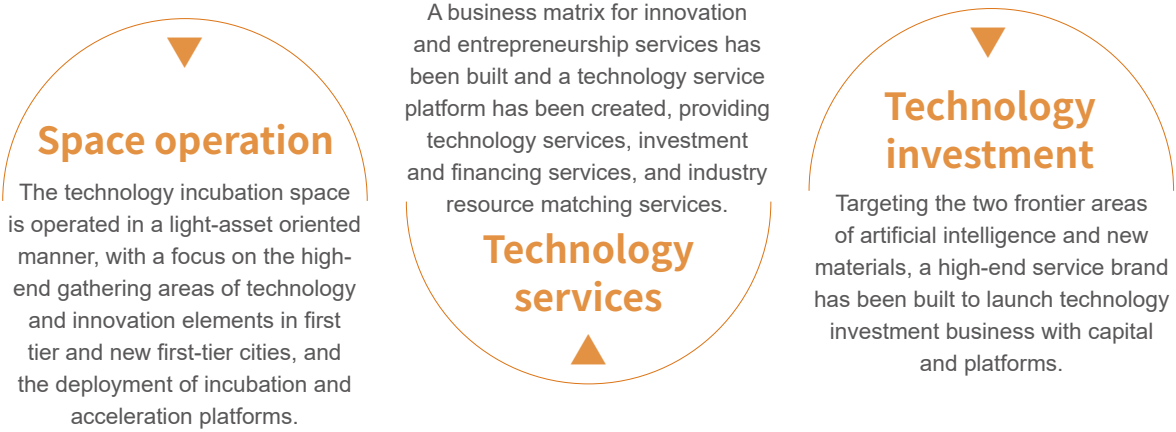 Space operation
The technology incubation space
is operated in a light-asset oriented
manner, with a focus on the high-
end gathering areas of technology
and innovation elements in first
tier and new first-tier cities, and
the deployment of incubation and
acceleration platforms.
A business matrix for innovation
and entrepreneurship services has
been built and a technology service
platform has been created, providing
technology services, investment
and financing services, and industry
resource matching services.
Technology
services
Technology
investment
Targeting the two frontier areas
of artificial intelligence and new
materials, a high-end service brand
has been built to launch technology
investment business with capital
and platforms.